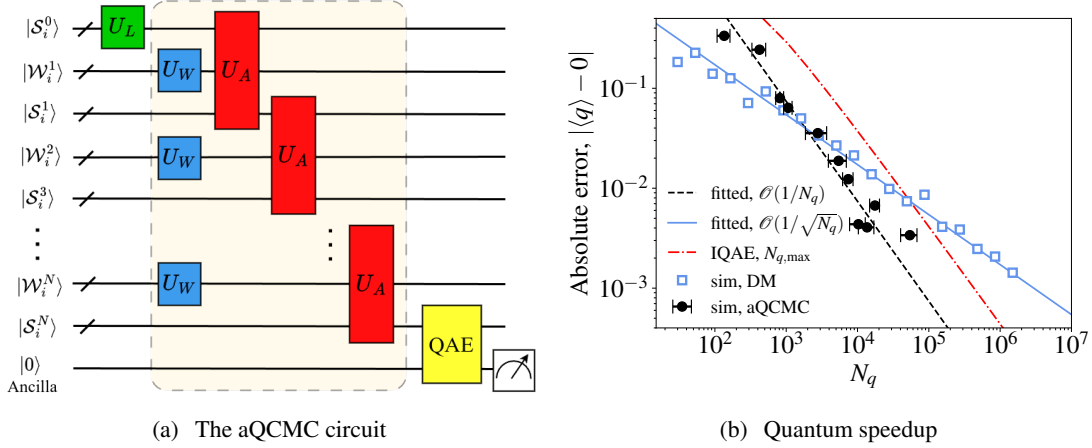 |𝒮_i^0⟩
U_L
|𝒲_i^1⟩
U_W
U_A
|𝒮_i^1⟩
|𝒲_i^2⟩
U_W
U_A
|𝒮_i^3⟩
⋮
⋮
|𝒲_i^N⟩
U_W
U_A
|𝒮_i^N⟩
QAE
|0⟩
Ancilla
(a) The aQCMC circuit
Absolute error, |⟨q⟩ − 0|
10^{-1}
10^{-2}
10^{-3}
fitted, 𝒪(1/N_q)
fitted, 𝒪(1/√N_q)
IQAE, N_{q,max}
sim, DM
sim, aQCMC
10^2 10^3 10^4 10^5 10^6 10^7
N_q
(b) Quantum speedup